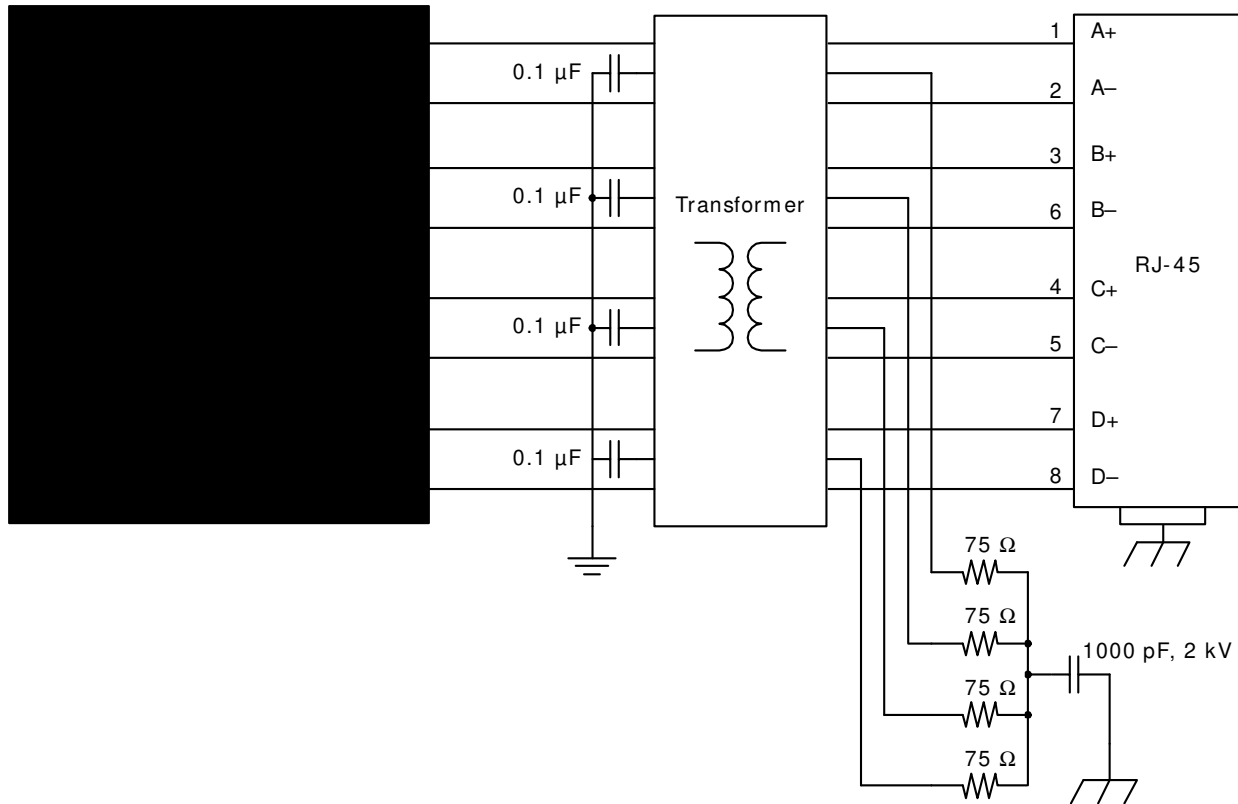 1 A+
0.1 µF
2 A–
3 B+
0.1 µF
Transformer
6 B–
RJ-45
4 C+
0.1 µF
5 C–
7 D+
0.1 µF
8 D–
75 Ω
75 Ω
1000 pF, 2 kV
75 Ω
75 Ω